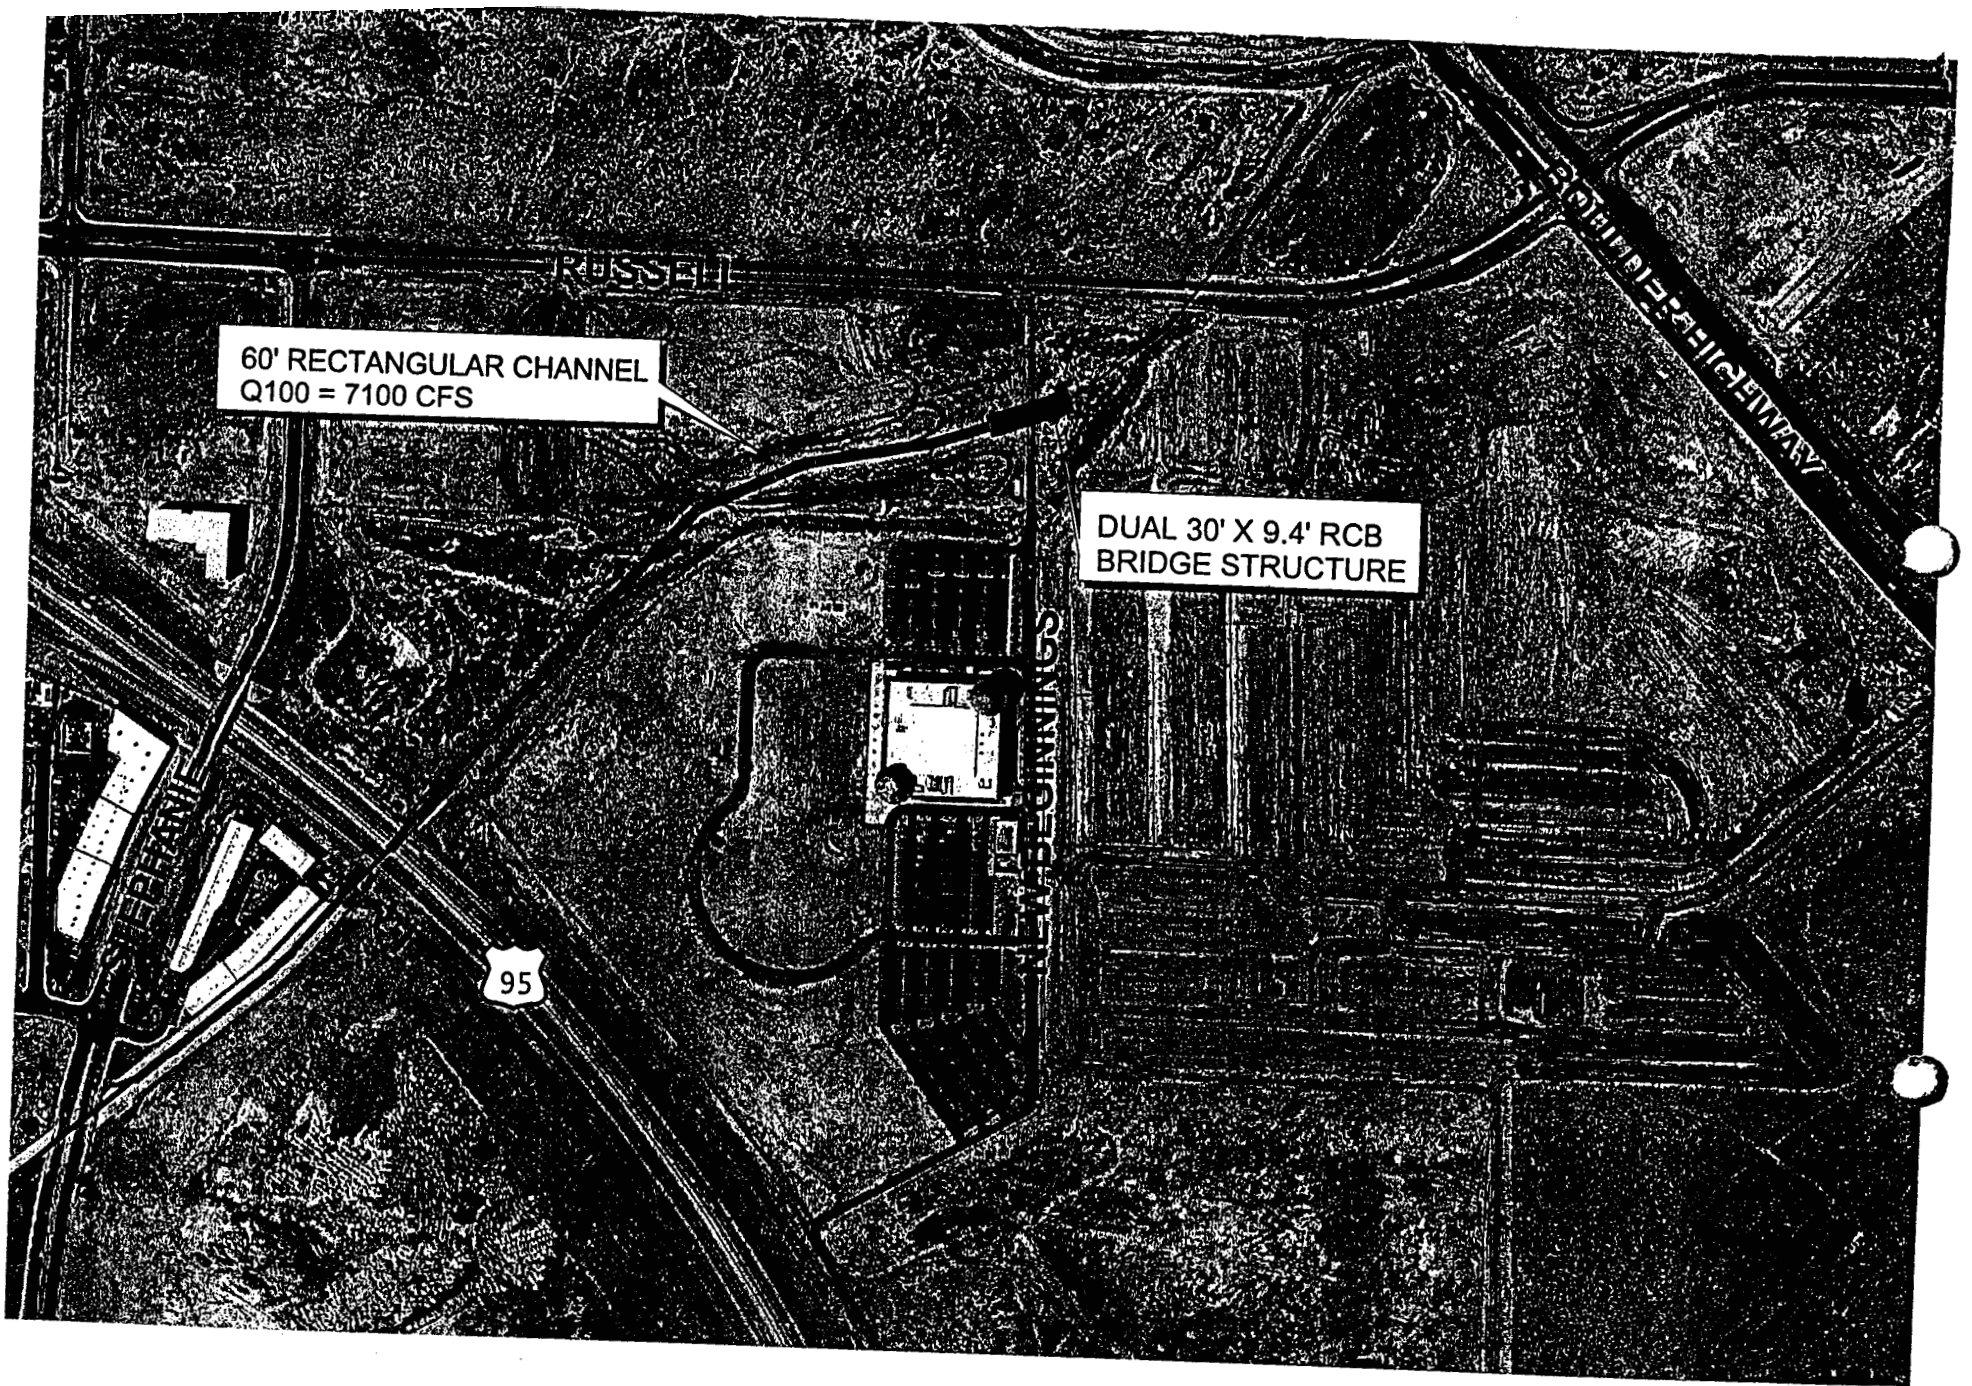 RUSSELL
BOULDER HIGHWAY
60' RECTANGULAR CHANNEL
Q100 = 7100 CFS
DUAL 30' X 9.4' RCB
BRIDGE STRUCTURE
NEW BEGINNINGS
STEPHANIE
95